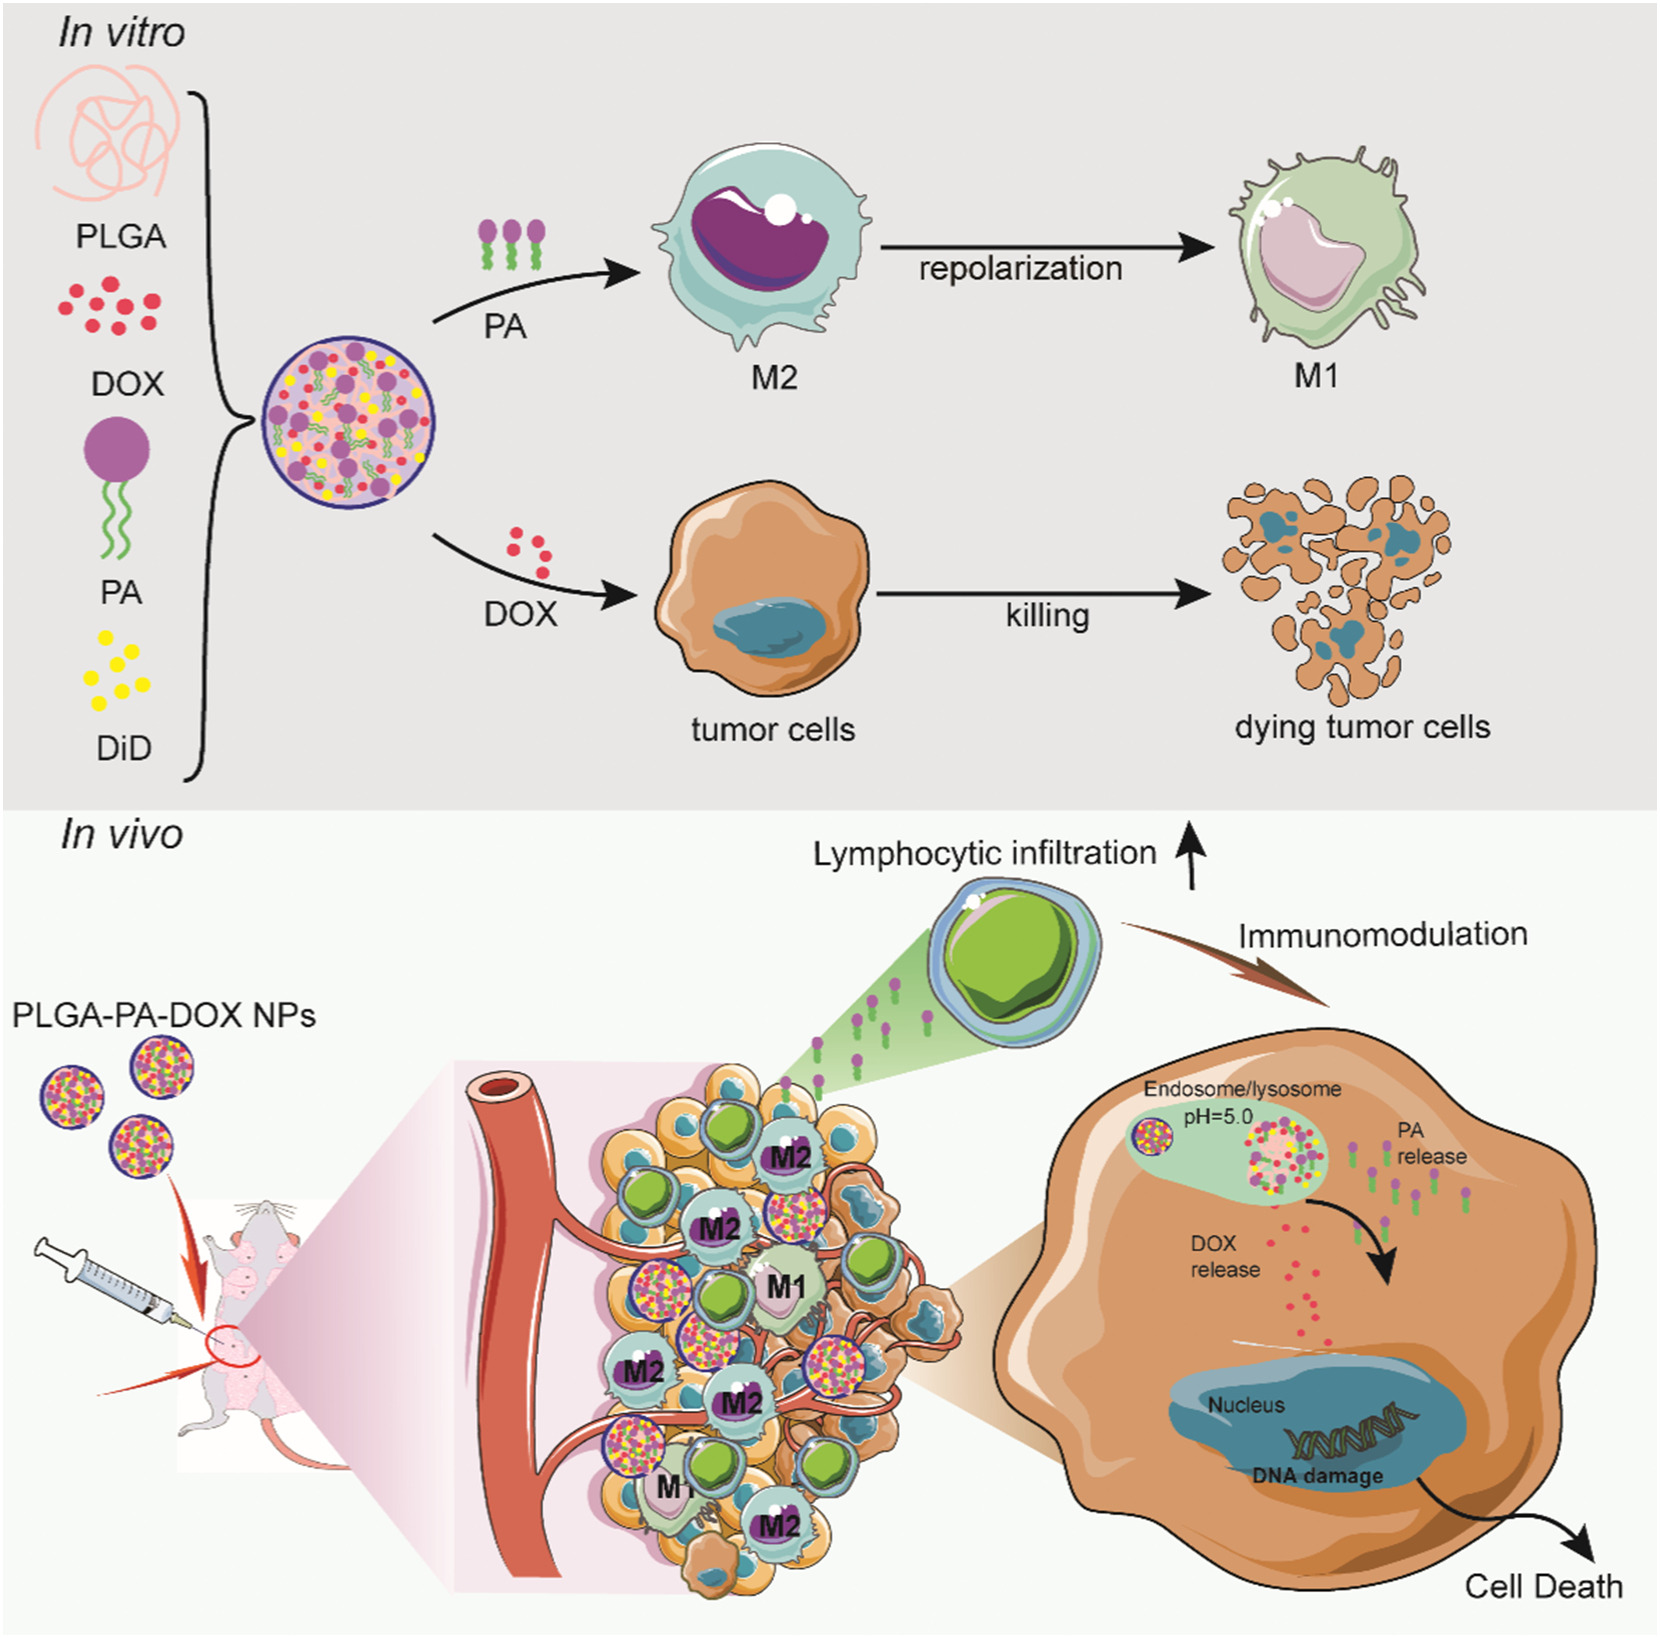 In vitro
PLGA
DOX
PA
DiD
PA
M2
repolarization
M1
DOX
tumor cells
killing
dying tumor cells
In vivo
Lymphocytic infiltration
Immunomodulation
PLGA-PA-DOX NPs
M2
M2
M1
M2
M2
M1
M2
Endosome/lysosome
pH=5.0
PA
release
DOX
release
Nucleus
DNA damage
Cell Death